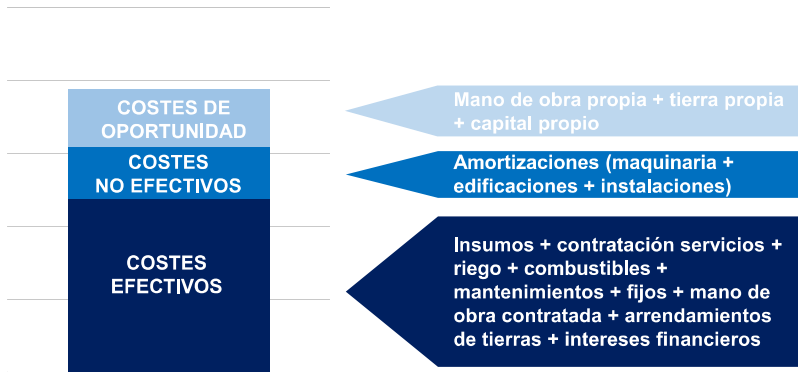 COSTES DE
OPORTUNIDAD
Mano de obra propia + tierra propia
+ capital propio
COSTES
NO EFECTIVOS
Amortizaciones (maquinaria +
edificaciones + instalaciones)
COSTES
EFECTIVOS
Insumos + contratación servicios +
riego + combustibles +
mantenimientos + fijos + mano de
obra contratada + arrendamientos
de tierras + intereses financieros